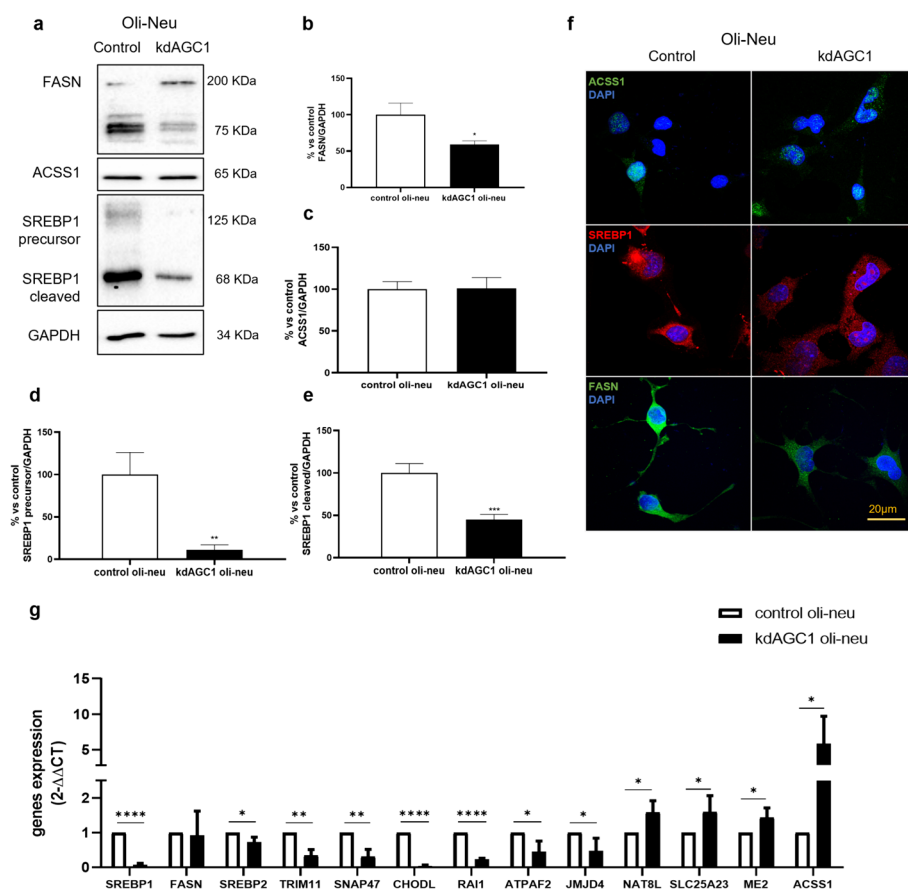 a
Oli-Neu
Control kdAGC1
FASN
200 KDa
75 KDa
ACSS1
65 KDa
SREBP1
precursor
125 KDa
SREBP1
cleaved
68 KDa
GAPDH
34 KDa
b
% vs control
FASN/GAPDH
150
100
50
0
*
control oli-neu
kdAGC1 oli-neu
c
% vs control
ACSS1/GAPDH
150
100
50
0
control oli-neu
kdAGC1 oli-neu
d
% vs control
SREBP1 precursor/GAPDH
150
100
50
0
**
control oli-neu
kdAGC1 oli-neu
e
% vs control
SREBP1 cleaved/GAPDH
150
100
50
0
***
control oli-neu
kdAGC1 oli-neu
f
Oli-Neu
Control
kdAGC1
ACSS1
DAPI
SREBP1
DAPI
FASN
DAPI
20µm
g
control oli-neu
kdAGC1 oli-neu
genes expression
(2-ΔΔCT)
15
10
5
2
1
0
**** * ** ** **** **** * * * * * *
SREBP1 FASN SREBP2 TRIM11 SNAP47 CHODL RAI1 ATPAF2 JMJD4 NAT8L SLC25A23 ME2 ACSS1